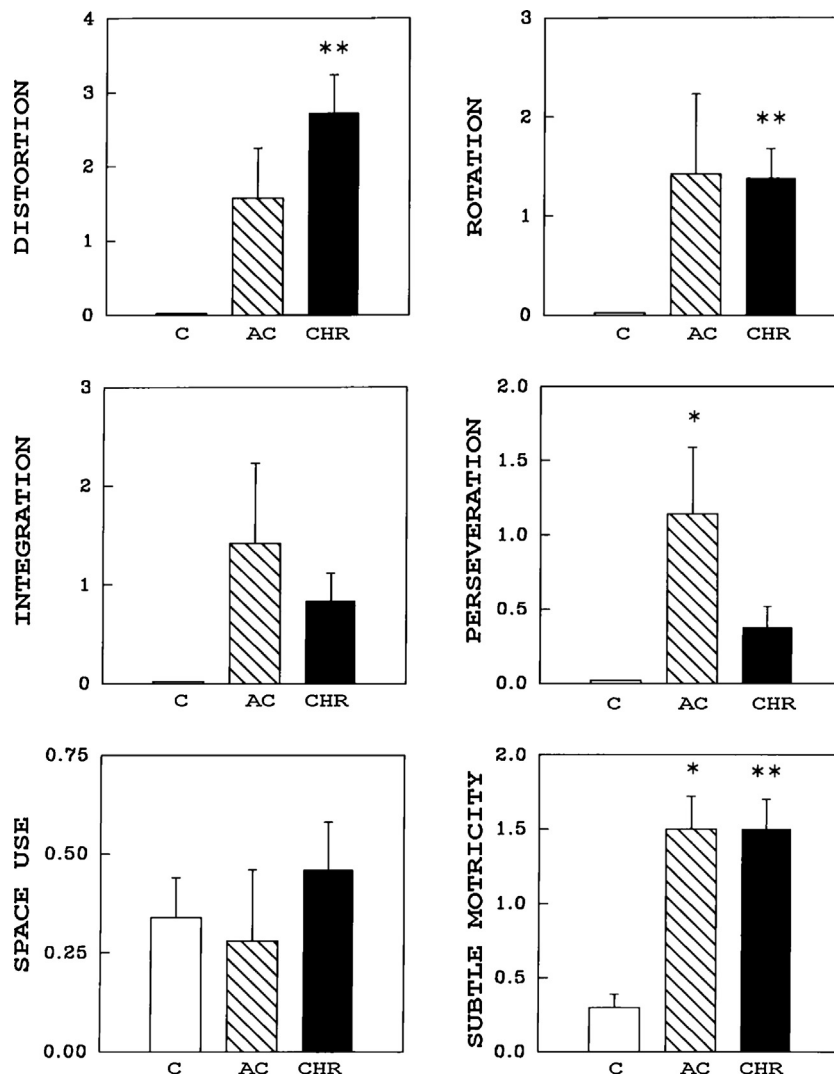 DISTORTION
4
3
2
1
0
**
C AC CHR
ROTATION
3
2
1
0
**
C AC CHR
INTEGRATION
3
2
1
0
C AC CHR
PERSEVERATION
2.0
1.5
1.0
0.5
0.0
*
C AC CHR
SPACE USE
0.75
0.50
0.25
0.00
C AC CHR
SUBTLE MOTRICITY
2.0
1.5
1.0
0.5
0.0
* **
C AC CHR